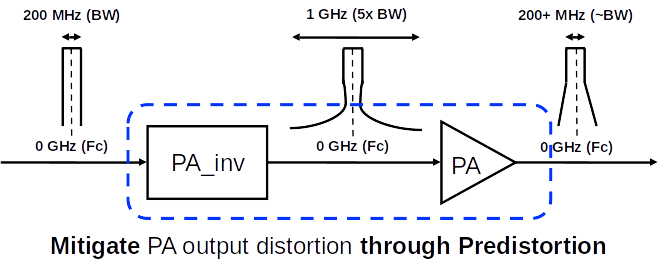 200 MHz (BW)
1 GHz (5x BW)
200+ MHz (~BW)
0 GHz (Fc)
0 GHz (Fc)
0 GHz (Fc)
PA_inv
PA
Mitigate PA output distortion through Predistortion